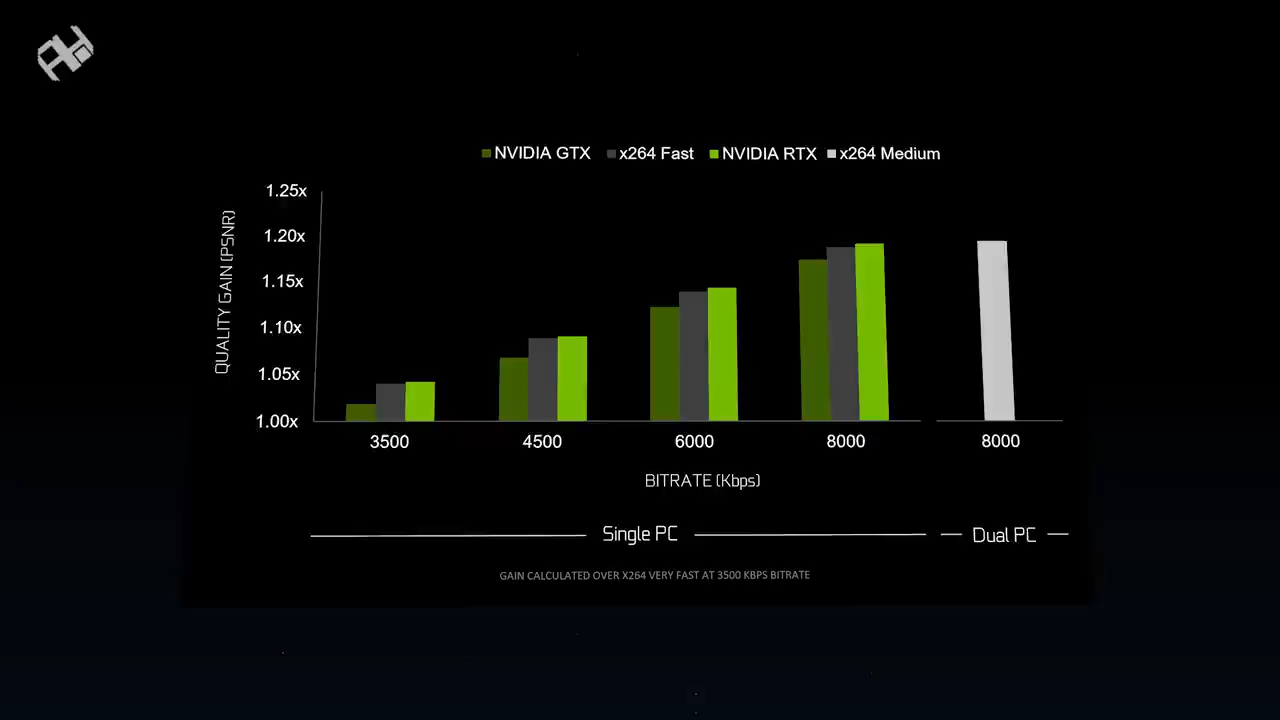 NVIDIA GTX x264 Fast NVIDIA RTX x264 Medium
QUALITY GAIN (PSNR)
1.25x
1.20x
1.15x
1.10x
1.05x
1.00x
3500 4500 6000 8000 8000
BITRATE (Kbps)
Single PC Dual PC
GAIN CALCULATED OVER X264 VERY FAST AT 3500 KBPS BITRATE